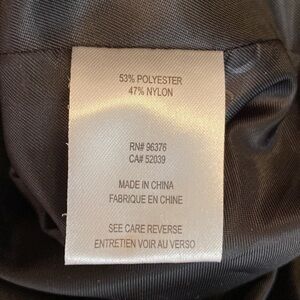 53% POLYESTER
47% NYLON
RN# 96376
CA# 52039
MADE IN CHINA
FABRIQUE EN CHINE
SEE CARE REVERSE
ENTRETIEN VOIR AU VERSO